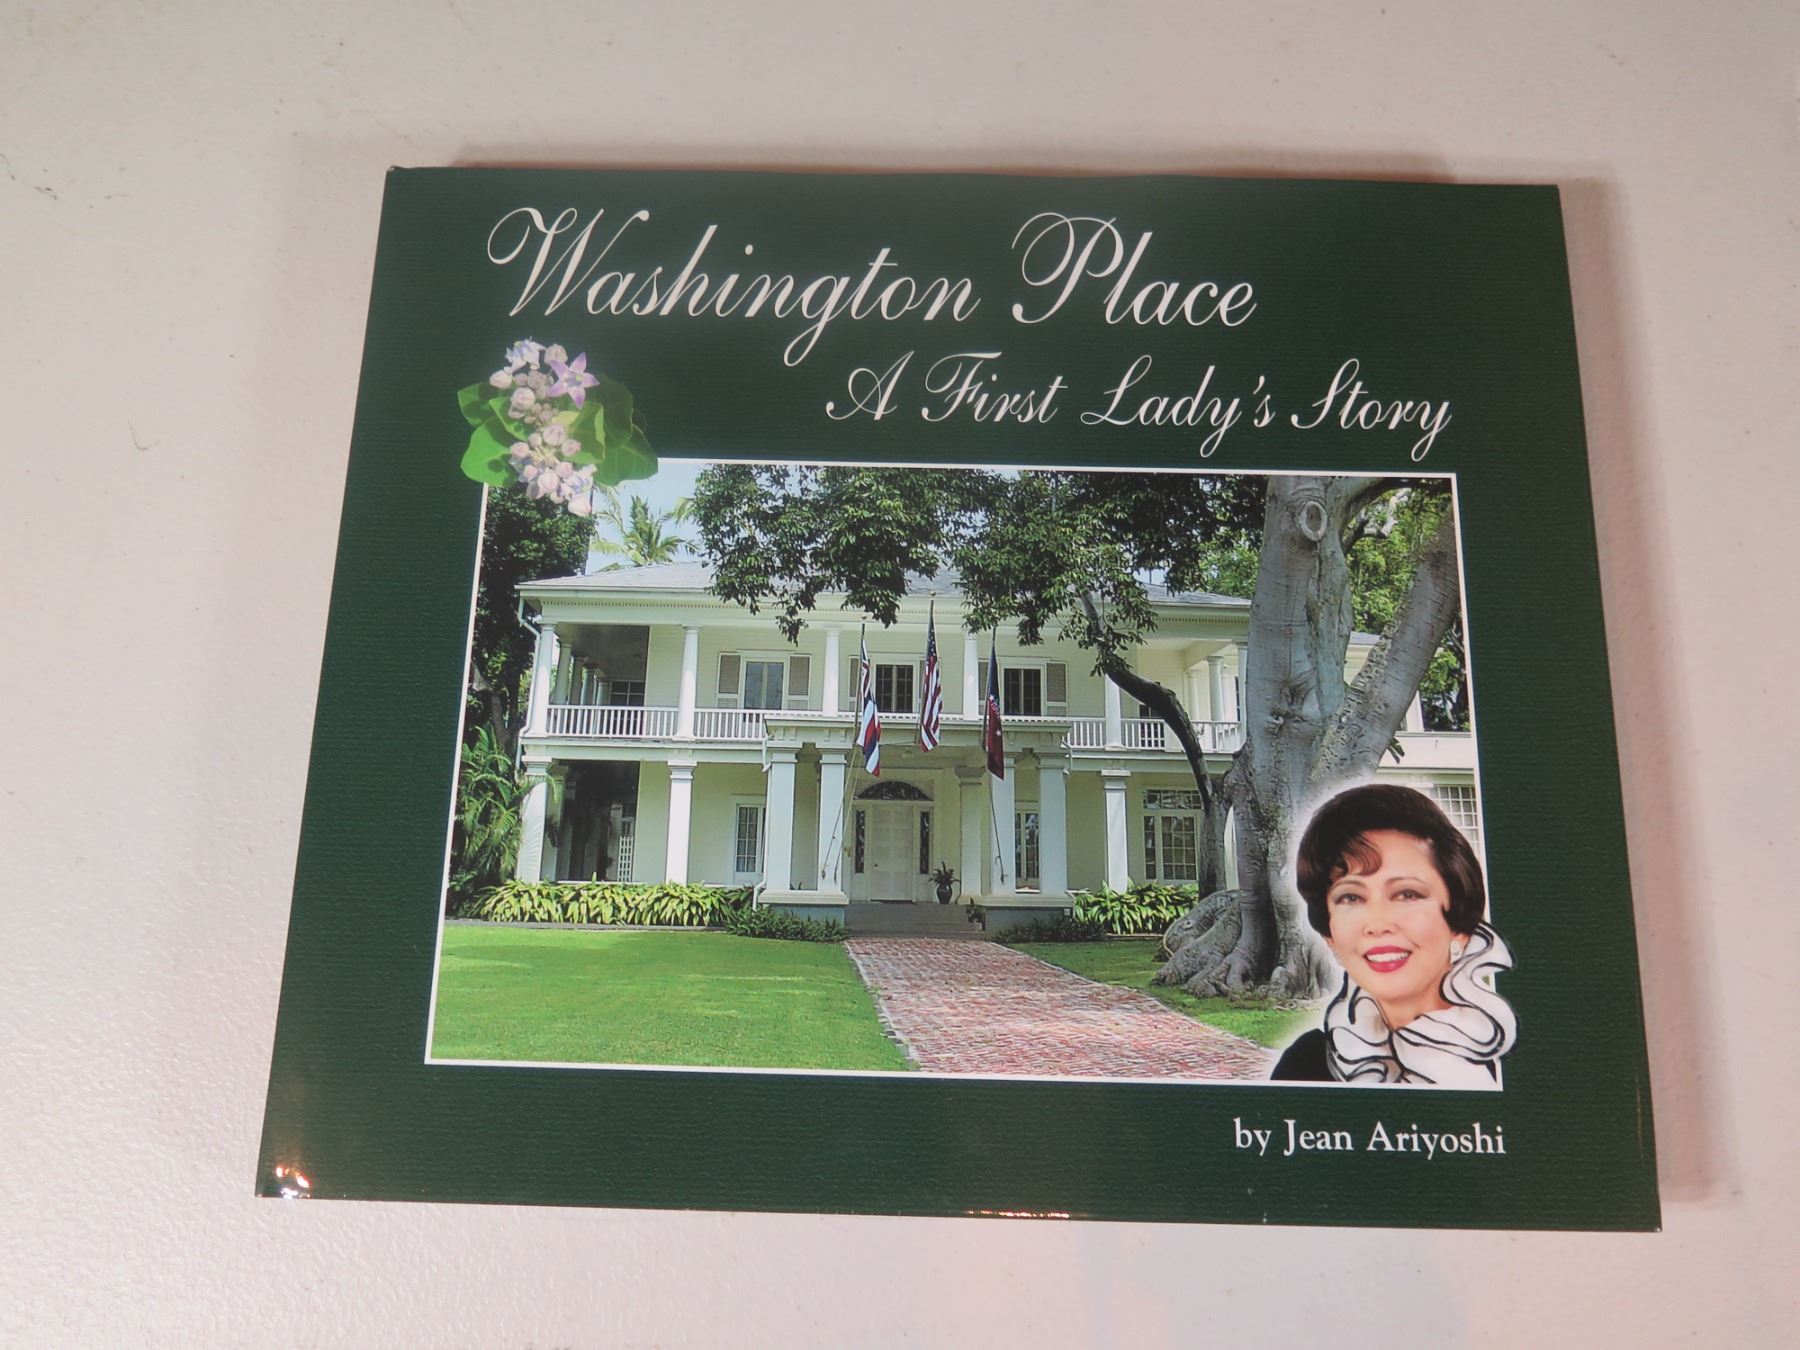 Washington Place
A First Lady's Story
by Jean Ariyoshi